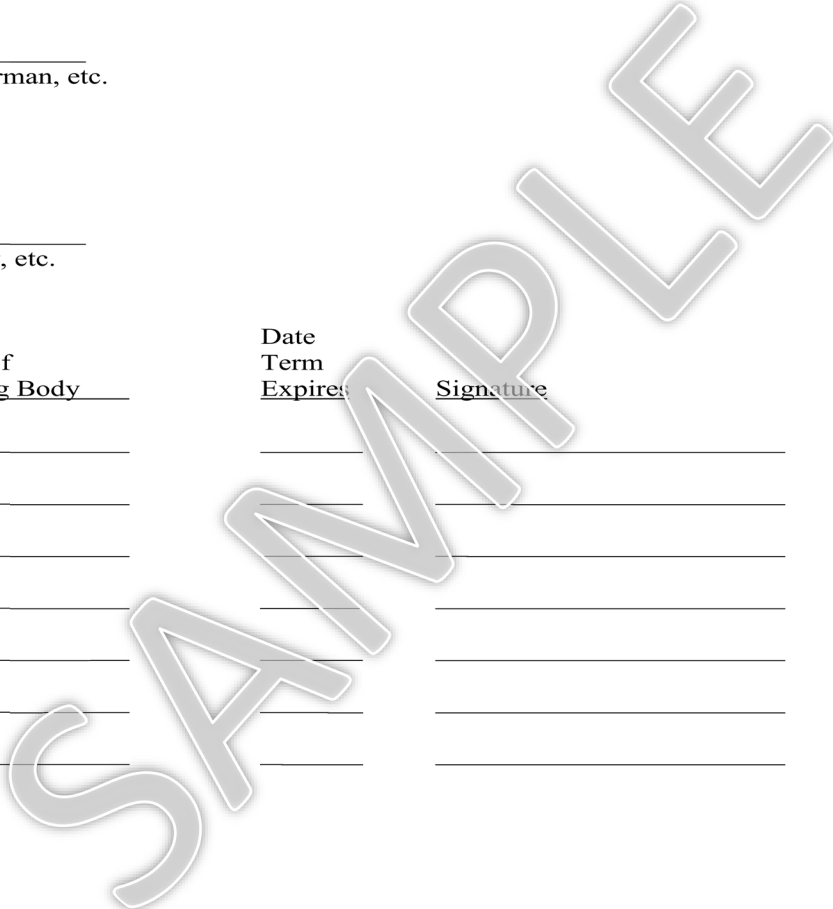 rman, etc.
, etc.
Date
f Term
g Body Expires Signature
SAMPLE